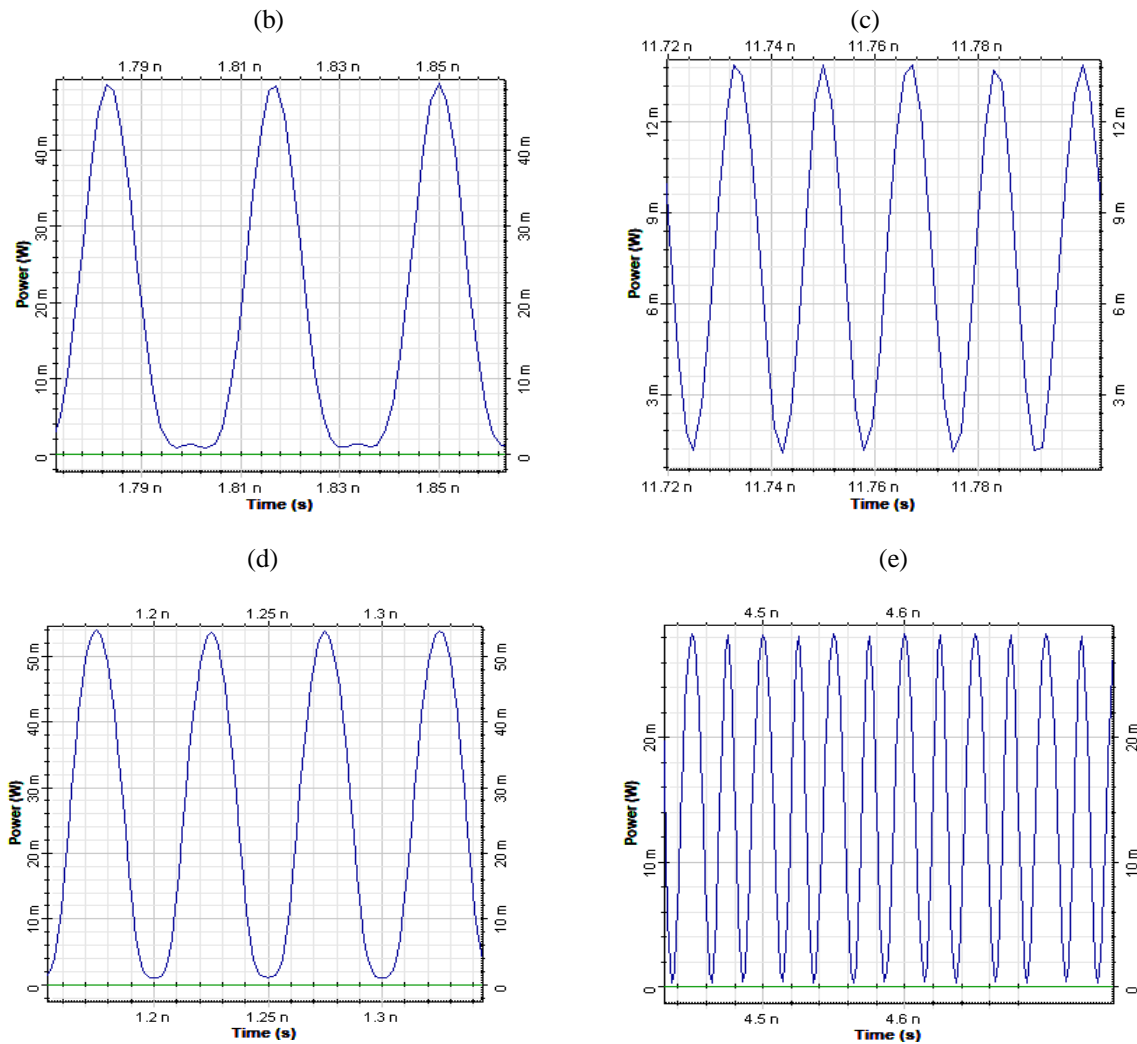 (b)
1.79 n 1.81 n 1.83 n 1.85 n
40 m 40 m
30 m 30 m
Power (W)
20 m 20 m
10 m 10 m
0 0
1.79 n 1.81 n 1.83 n 1.85 n
Time (s)
(c)
11.72 n 11.74 n 11.76 n 11.78 n
12 m 12 m
9 m 9 m
Power (W)
6 m 6 m
3 m 3 m
11.72 n 11.74 n 11.76 n 11.78 n
Time (s)
(d)
1.2 n 1.25 n 1.3 n
50 m 50 m
40 m 40 m
Power (W)
30 m 30 m
20 m 20 m
10 m 10 m
0 0
1.2 n 1.25 n 1.3 n
Time (s)
(e)
4.5 n 4.6 n
20 m 20 m
Power (W)
10 m 10 m
0 0
4.5 n 4.6 n
Time (s)